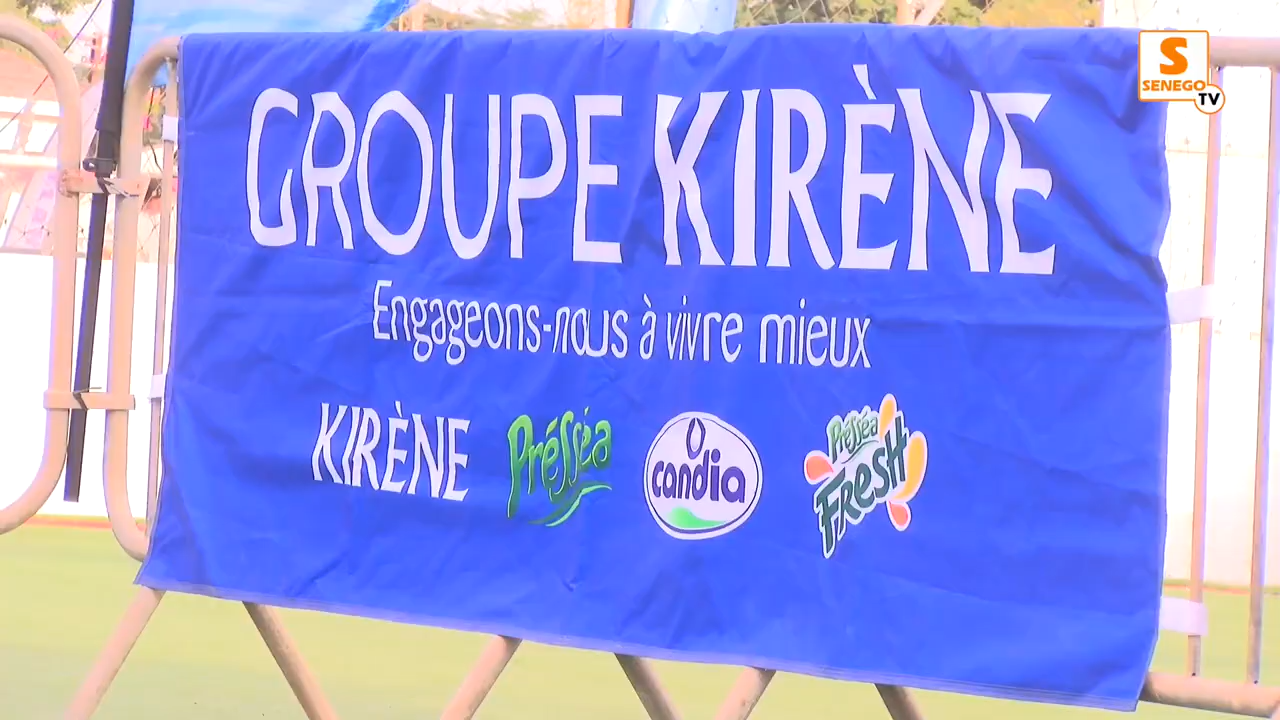 S
SENEGO
TV
GROUPE KIRÈNE
Engageons-nous à vivre mieux
KIRÈNE
Présséa
candia
Présséa
FRESH